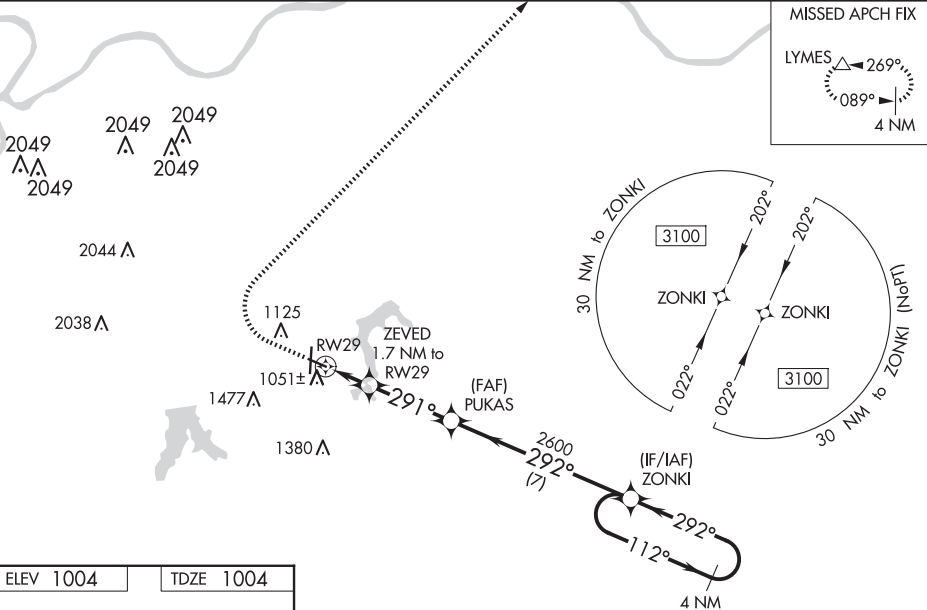 MISSED APCH FIX
LYMES
269°
089°
4 NM
2049
2049
2049
2049
2049
2044
2038
1125
RW29
1051±
1477
1380
ZEVED
1.7 NM to
RW29
291°
(FAF)
PUKAS
2600
292°
(7)
(IF/IAF)
ZONKI
292°
112°
4 NM
30 NM to ZONKI
3100
202°
ZONKI
022°
202°
ZONKI
022°
3100
30 NM to ZONKI (NoPT)
ELEV 1004
TDZE 1004